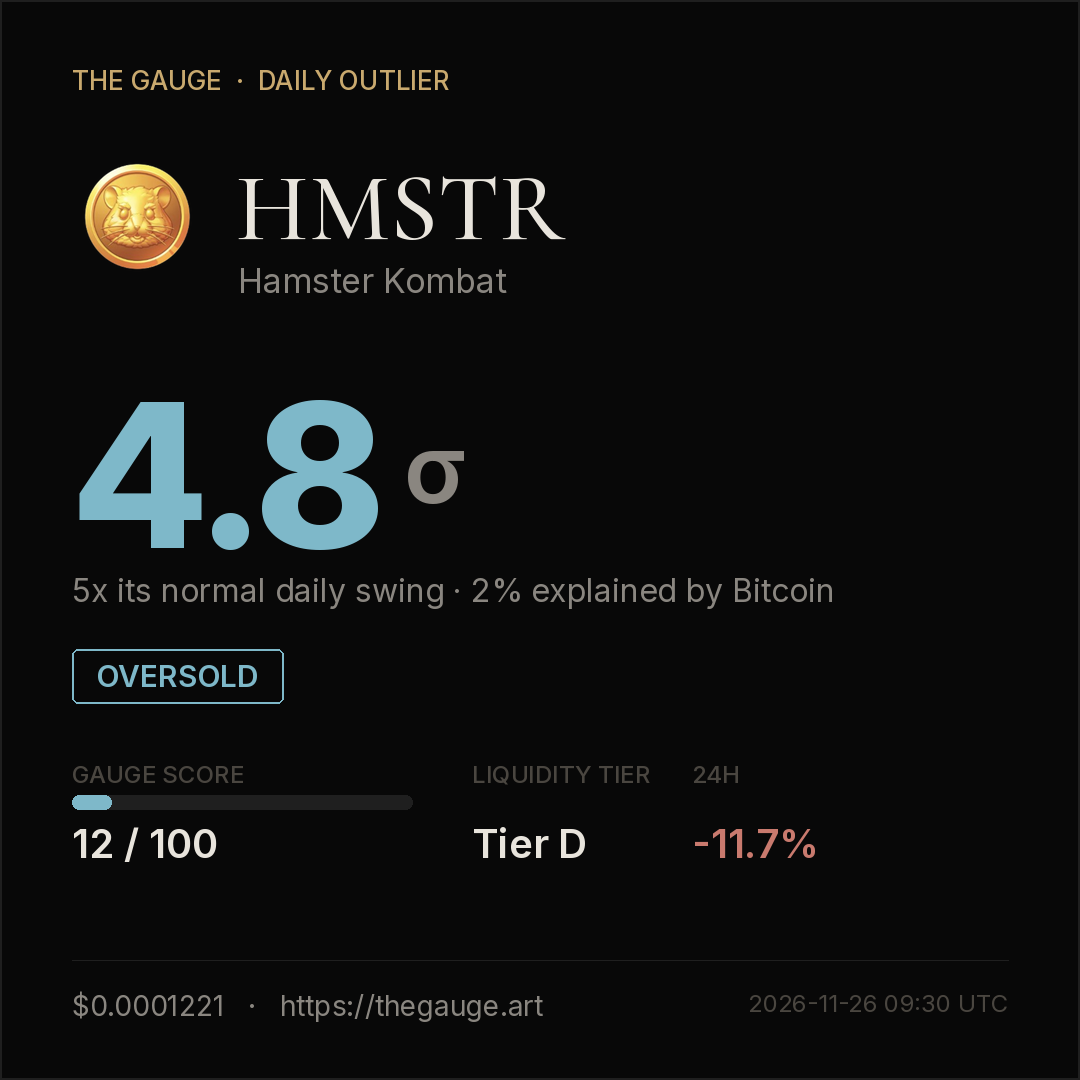 THE GAUGE · DAILY OUTLIER
HMSTR
Hamster Kombat
4.8 σ
5x its normal daily swing · 2% explained by Bitcoin
OVERSOLD
GAUGE SCORE LIQUIDITY TIER 24H
12 / 100 Tier D -11.7%
$0.0001221 · https://thegauge.art 2026-11-26 09:30 UTC